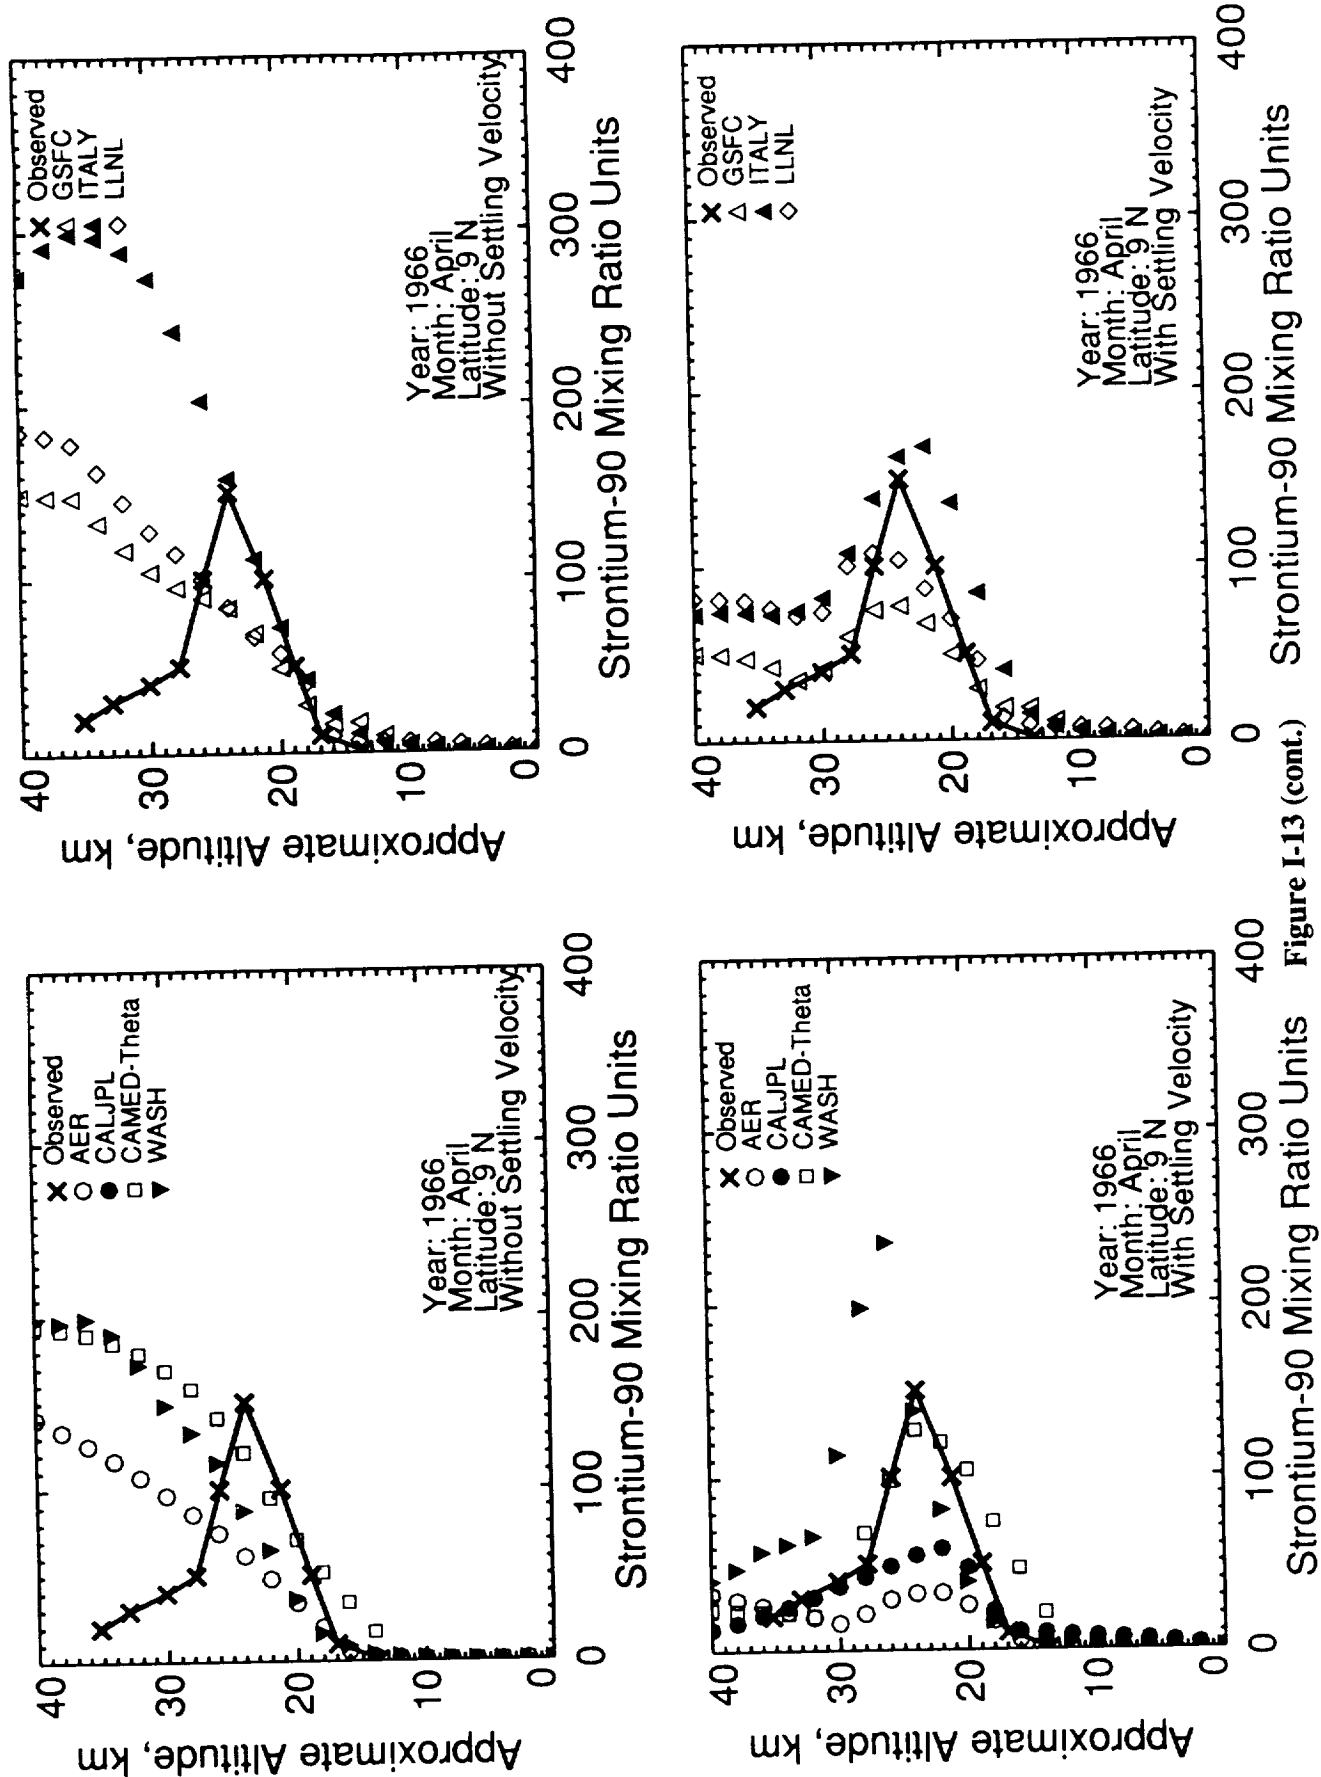 40
30
20
10
0
Approximate Altitude, km
0
100
200
300
400
Strontium-90 Mixing Ratio Units
Observed
AER
CALJPL
CAMED-Theta
WASH
Year: 1966
Month: April
Latitude: 9 N
Without Settling Velocity
40
30
20
10
0
Approximate Altitude, km
0
100
200
300
400
Strontium-90 Mixing Ratio Units
Observed
GSFC
ITALY
LLNL
Year: 1966
Month: April
Latitude: 9 N
Without Settling Velocity
40
30
20
10
0
Approximate Altitude, km
0
100
200
300
400
Strontium-90 Mixing Ratio Units
Observed
AER
CALJPL
CAMED-Theta
WASH
Year: 1966
Month: April
Latitude: 9 N
With Settling Velocity
40
30
20
10
0
Approximate Altitude, km
0
100
200
300
400
Strontium-90 Mixing Ratio Units
Observed
GSFC
ITALY
LLNL
Year: 1966
Month: April
Latitude: 9 N
With Settling Velocity
Figure I-13 (cont.)